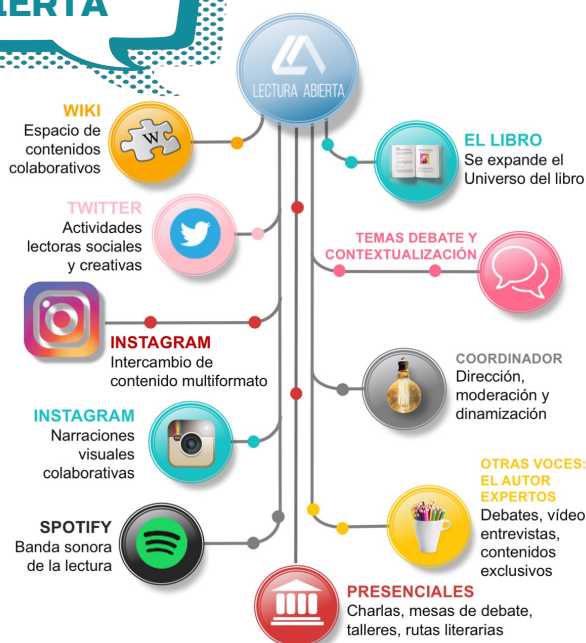 IERTA
LECTURA ABIERTA
WIKI
Espacio de
contenidos
colaborativos
W
EL LIBRO
Se expande el
Universo del libro
TWITTER
Actividades
lectoras sociales
y creativas
TEMAS DEBATE Y
CONTEXTUALIZACIÓN
INSTAGRAM
Intercambio de
contenido multiformato
COORDINADOR
Dirección,
moderación y
dinamización
INSTAGRAM
Narraciones
visuales
colaborativas
OTRAS VOCES:
EL AUTOR
EXPERTOS
Debates, vídeo
entrevistas,
contenidos
exclusivos
SPOTIFY
Banda sonora
de la lectura
PRESENCIALES
Charlas, mesas de debate,
talleres, rutas literarias